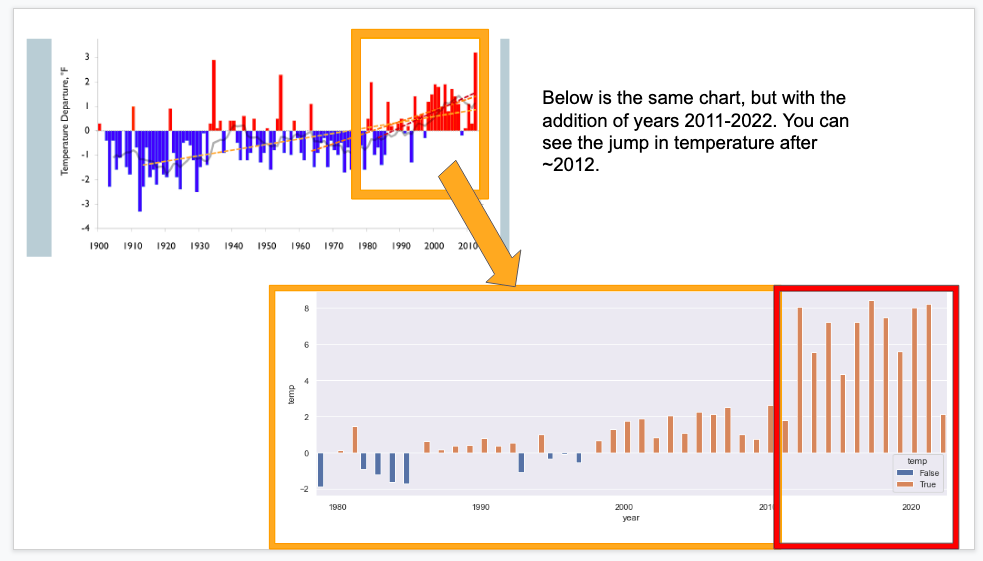 Temperature Departure, °F
3
2
1
0
-1
-2
-3
-4
1900 1910 1920 1930 1940 1950 1960 1970 1980 1990 2000 2010
Below is the same chart, but with the
addition of years 2011-2022. You can
see the jump in temperature after
~2012.
temp
8
6
4
2
0
−2
1980 1990 2000 201 2020
year
temp
False
True